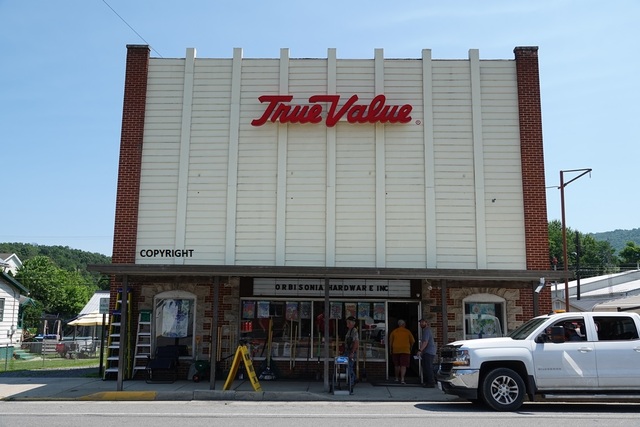 True Value®
COPYRIGHT
ORBISONIA HARDWARE INC